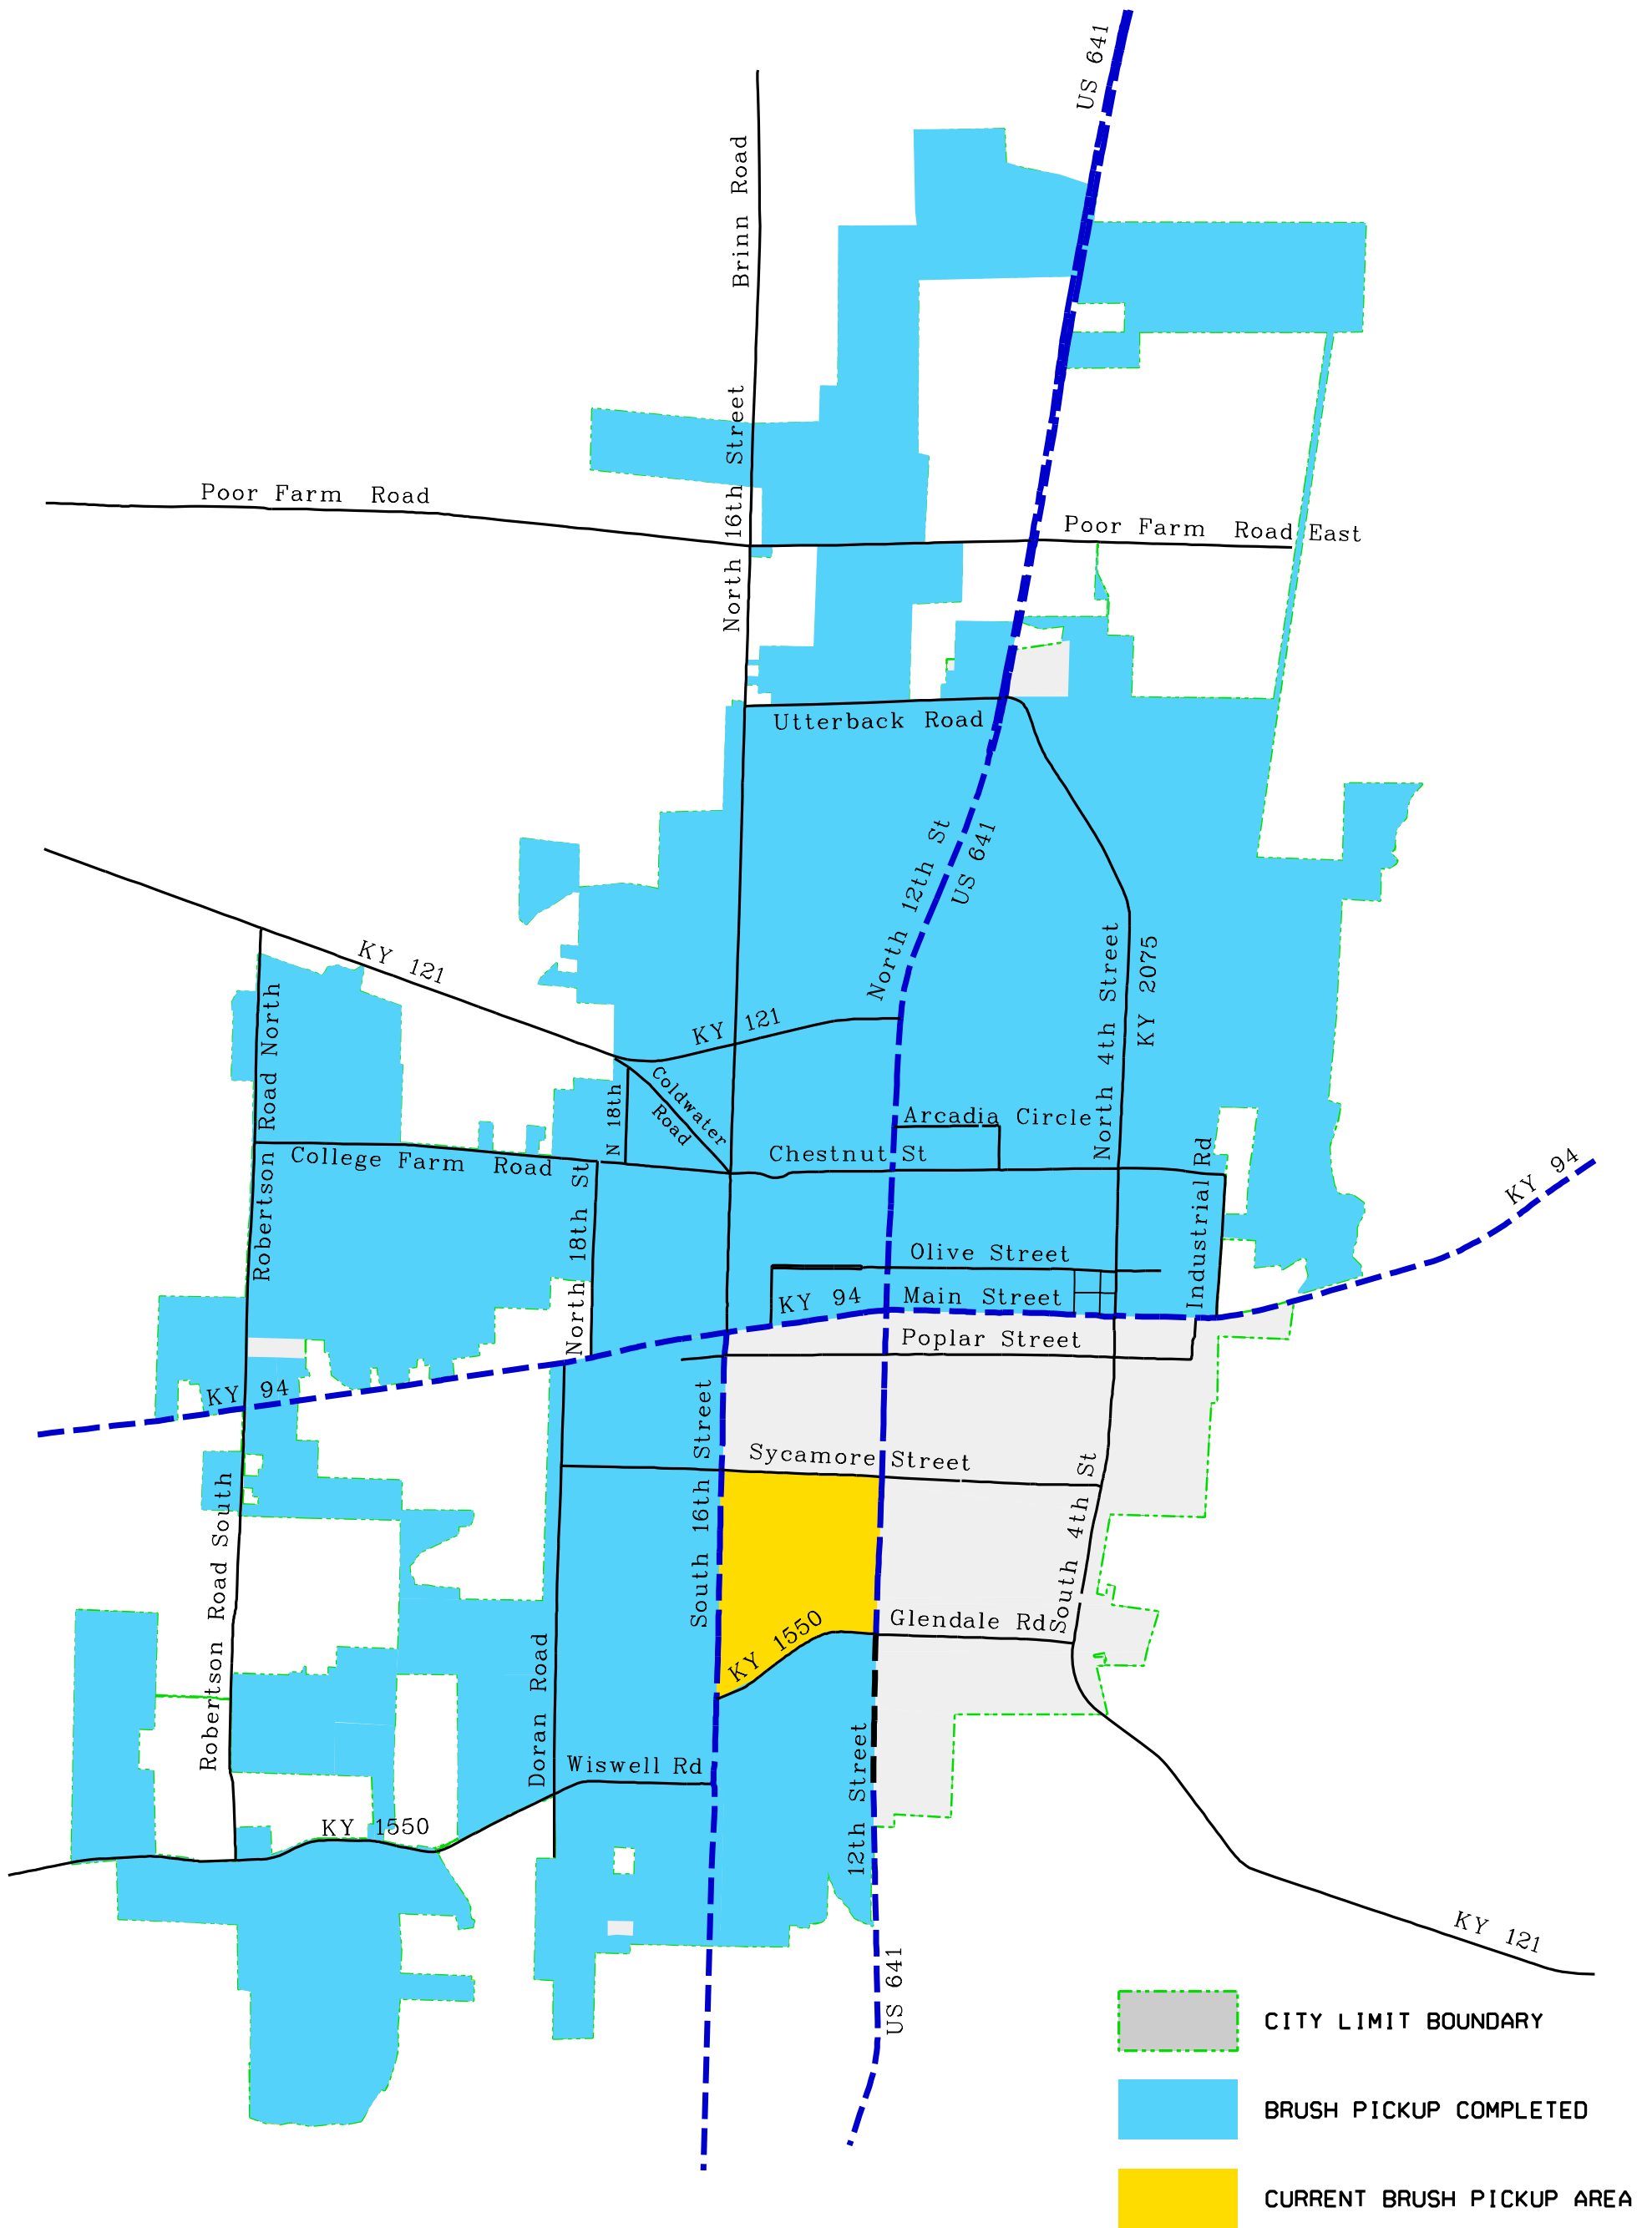 US 641
Brinn Road
North 16th Street
Poor Farm Road
Poor Farm Road East
Utterback Road
North 12th St
US 641
KY 121
KY 121
North 4th Street
KY 2075
Robertson Road North
Coldwater
Road
N 18th
Arcadia Circle
Chestnut St
College Farm Road
North 18th St
Industrial Rd
KY 94
Olive Street
KY 94
Main Street
Poplar Street
KY 94
South 16th Street
Sycamore Street
South 4th St
Robertson Road South
Glendale Rd
KY 1550
Doran Road
Wiswell Rd
12th Street
KY 1550
KY 121
US 641
CITY LIMIT BOUNDARY
BRUSH PICKUP COMPLETED
CURRENT BRUSH PICKUP AREA